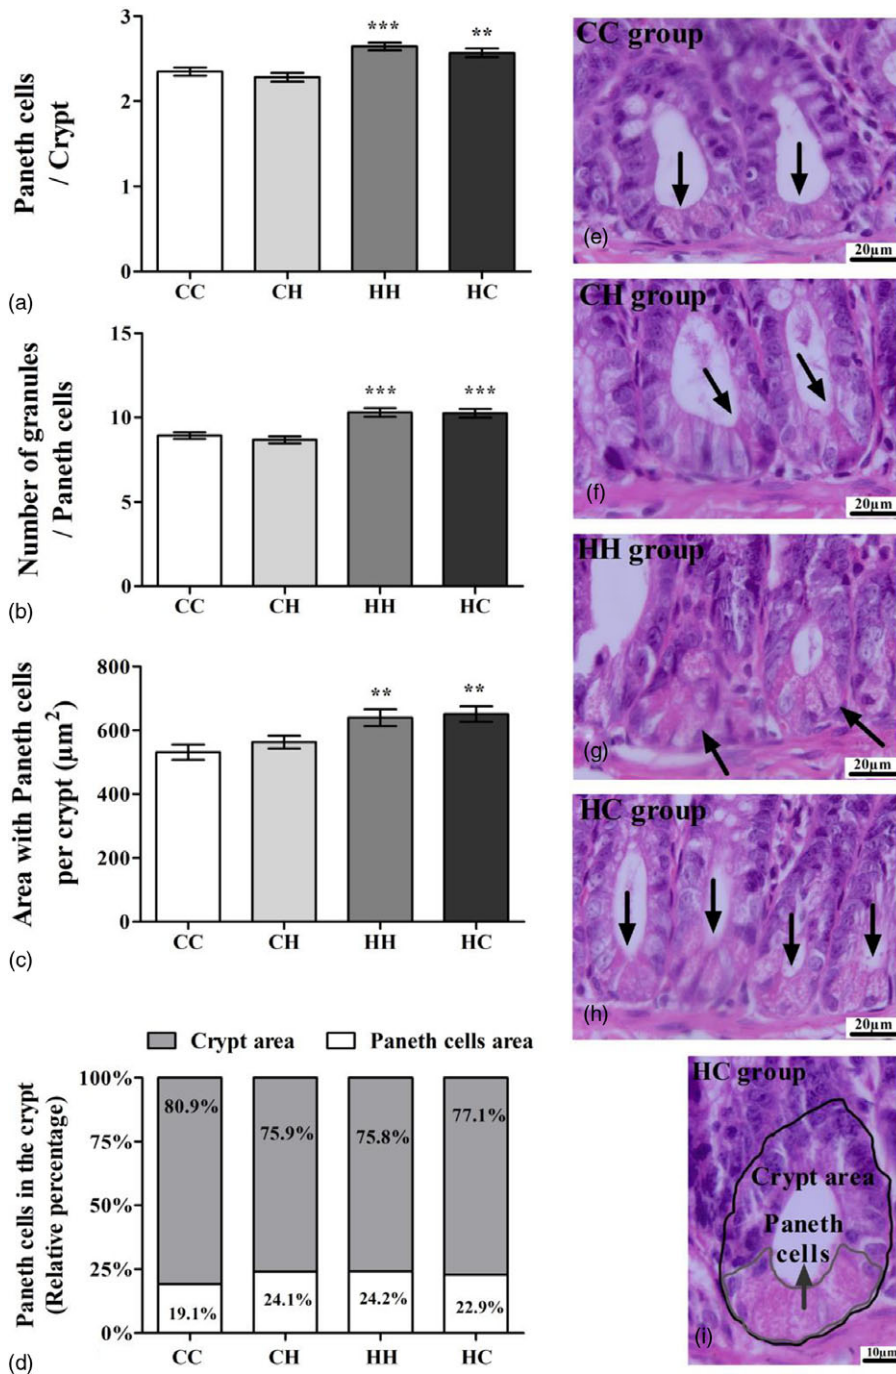 Paneth cells
/ Crypt
3
2
1
0
***
**
CC CH HH HC
(a)
Number of granules
/ Paneth cells
15
10
5
0
***
***
CC CH HH HC
(b)
Area with Paneth cells
per crypt (µm²)
800
600
400
200
0
**
**
CC CH HH HC
(c)
Crypt area Paneth cells area
Paneth cells in the crypt
(Relative percentage)
100%
75%
50%
25%
0%
80.9% 75.9% 75.8% 77.1%
19.1% 24.1% 24.2% 22.9%
CC CH HH HC
(d)
CC group
(e)
20µm
CH group
(f)
20µm
HH group
(g)
20µm
HC group
(h)
20µm
HC group
Crypt area
Paneth
cells
(i)
10µm